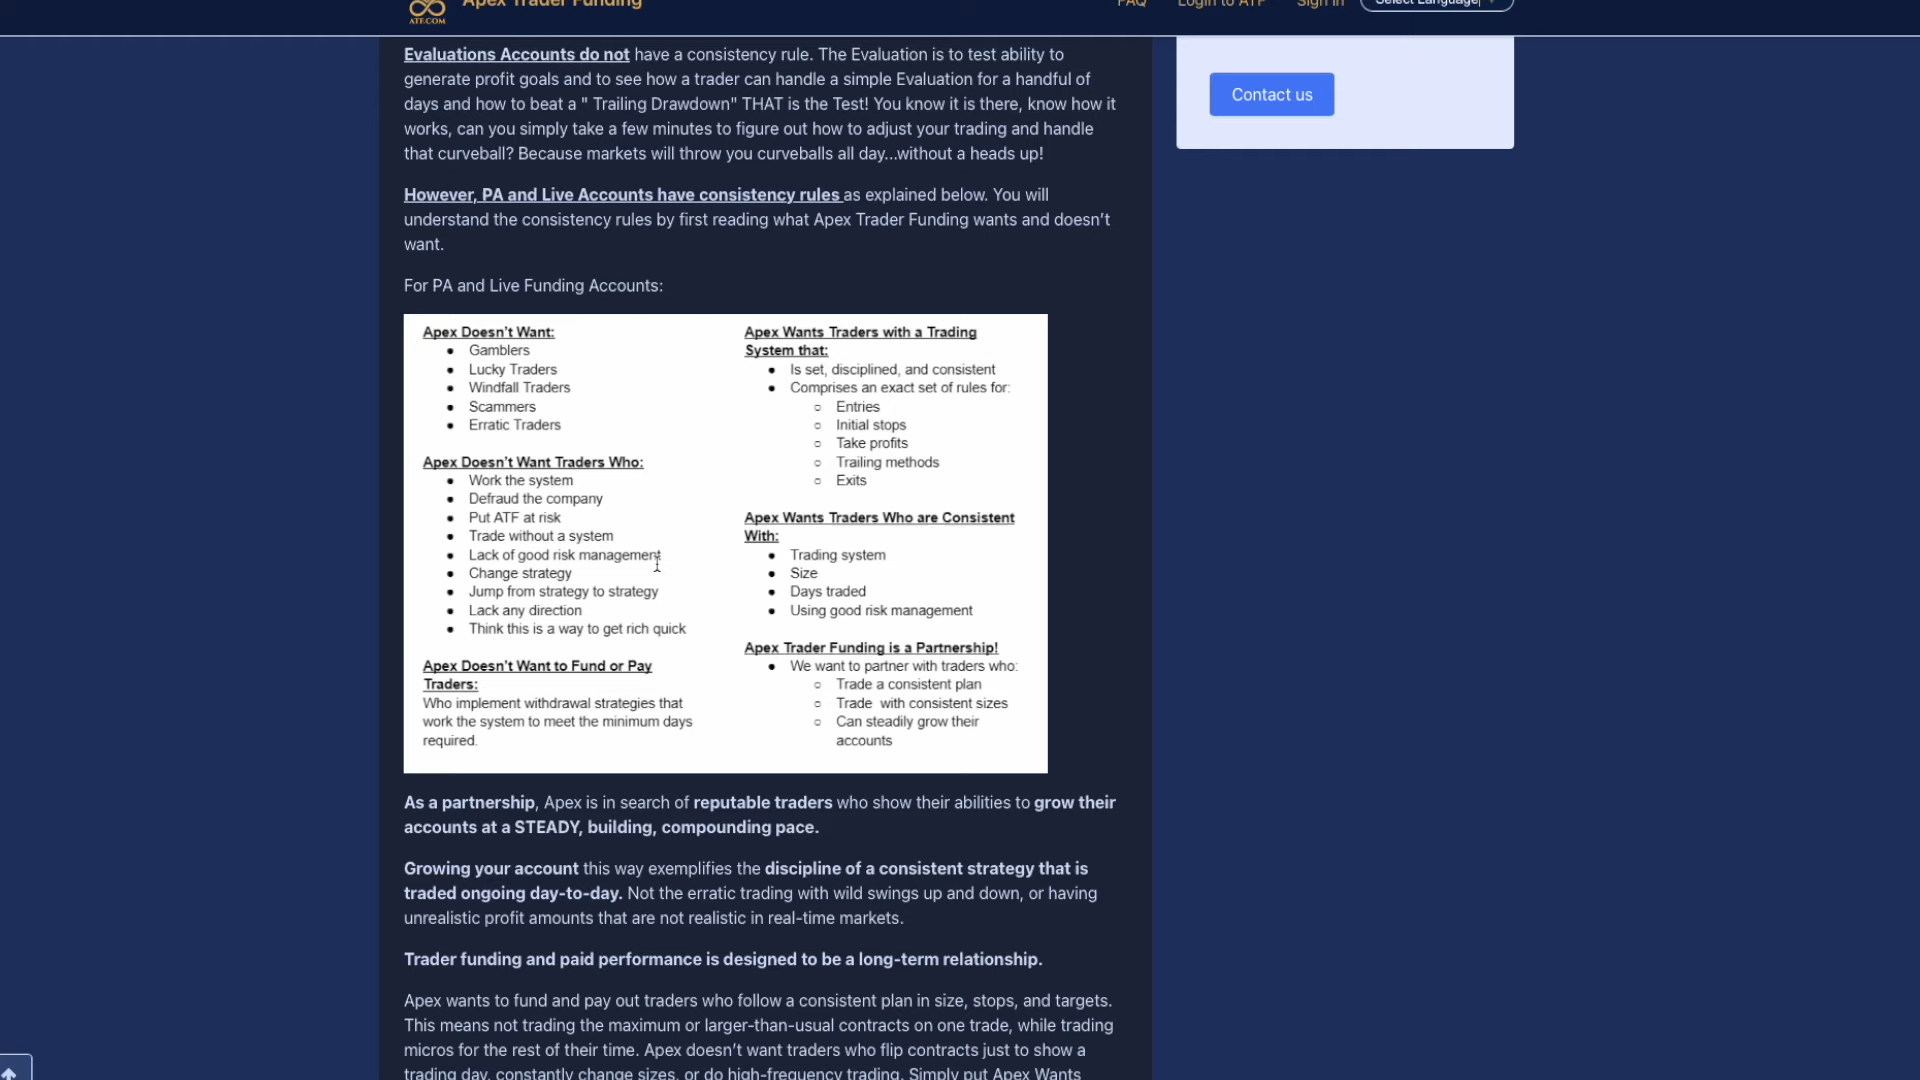 Apex Trader Funding
FAQ
Login to ATF
Sign in
Select Language
ATF.COM
Evaluations Accounts do not have a consistency rule. The Evaluation is to test ability to
generate profit goals and to see how a trader can handle a simple Evaluation for a handful of
days and how to beat a " Trailing Drawdown" THAT is the Test! You know it is there, know how it
works, can you simply take a few minutes to figure out how to adjust your trading and handle
that curveball? Because markets will throw you curveballs all day...without a heads up!
However, PA and Live Accounts have consistency rules as explained below. You will
understand the consistency rules by first reading what Apex Trader Funding wants and doesn't
want.
For PA and Live Funding Accounts:
Apex Doesn't Want:
• Gamblers
• Lucky Traders
• Windfall Traders
• Scammers
• Erratic Traders
Apex Doesn't Want Traders Who:
• Work the system
• Defraud the company
• Put ATF at risk
• Trade without a system
• Lack of good risk management
• Change strategy
• Jump from strategy to strategy
• Lack any direction
• Think this is a way to get rich quick
Apex Doesn't Want to Fund or Pay
Traders:
Who implement withdrawal strategies that
work the system to meet the minimum days
required.
Apex Wants Traders with a Trading
System that:
• Is set, disciplined, and consistent
• Comprises an exact set of rules for:
○ Entries
○ Initial stops
○ Take profits
○ Trailing methods
○ Exits
Apex Wants Traders Who are Consistent
With:
• Trading system
• Size
• Days traded
• Using good risk management
Apex Trader Funding is a Partnership!
• We want to partner with traders who:
○ Trade a consistent plan
○ Trade with consistent sizes
○ Can steadily grow their
accounts
As a partnership, Apex is in search of reputable traders who show their abilities to grow their
accounts at a STEADY, building, compounding pace.
Growing your account this way exemplifies the discipline of a consistent strategy that is
traded ongoing day-to-day. Not the erratic trading with wild swings up and down, or having
unrealistic profit amounts that are not realistic in real-time markets.
Trader funding and paid performance is designed to be a long-term relationship.
Apex wants to fund and pay out traders who follow a consistent plan in size, stops, and targets.
This means not trading the maximum or larger-than-usual contracts on one trade, while trading
micros for the rest of their time. Apex doesn't want traders who flip contracts just to show a
trading day, constantly change sizes, or do high-frequency trading. Simply put Apex Wants
Contact us